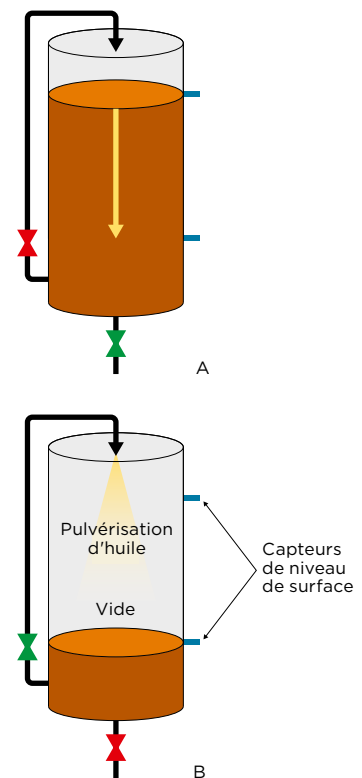 A
Pulvérisation
d'huile
Vide
Capteurs
de niveau
de surface
B